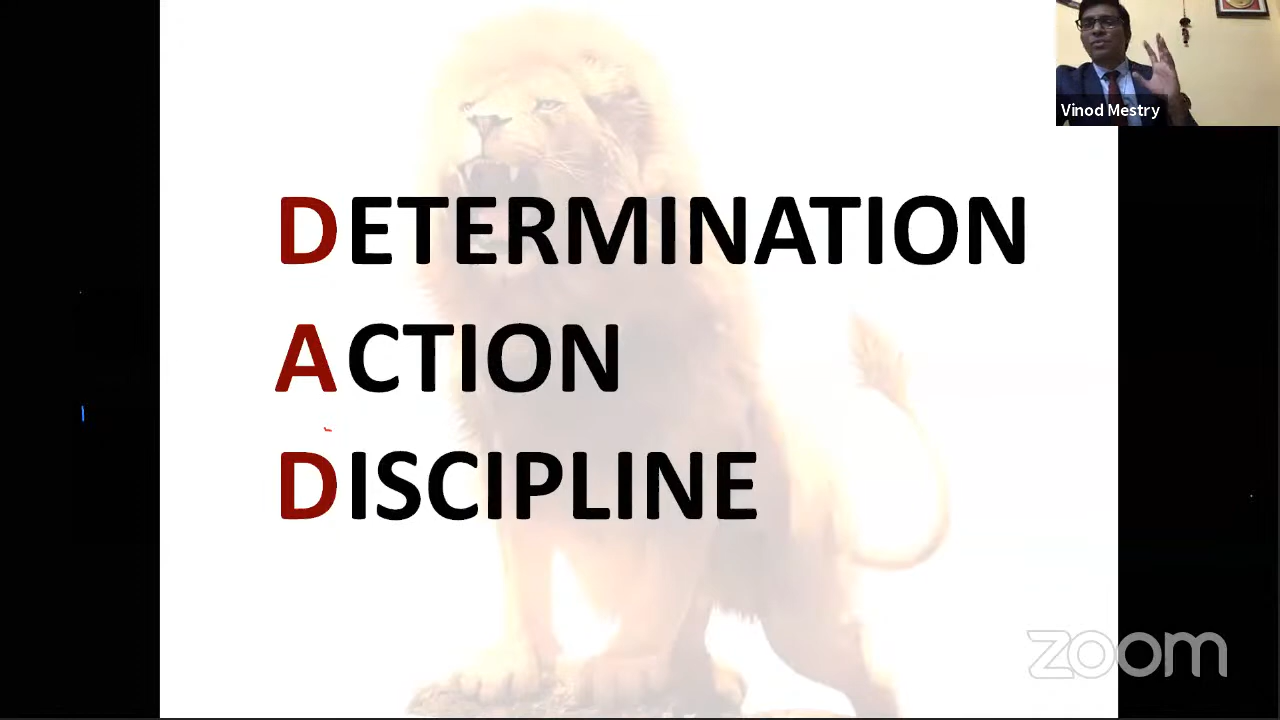 Vinod Mestry
DETERMINATION
ACTION
DISCIPLINE
zoom